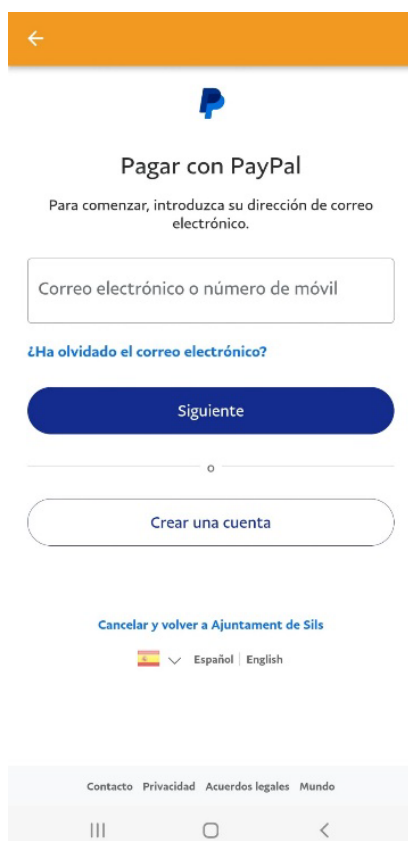 Pagar con PayPal
Para comenzar, introduzca su dirección de correo
electrónico.
Correo electrónico o número de móvil
¿Ha olvidado el correo electrónico?
Siguiente
o
Crear una cuenta
Cancelar y volver a Ajuntament de Sils
Español | English
Contacto Privacidad Acuerdos legales Mundo